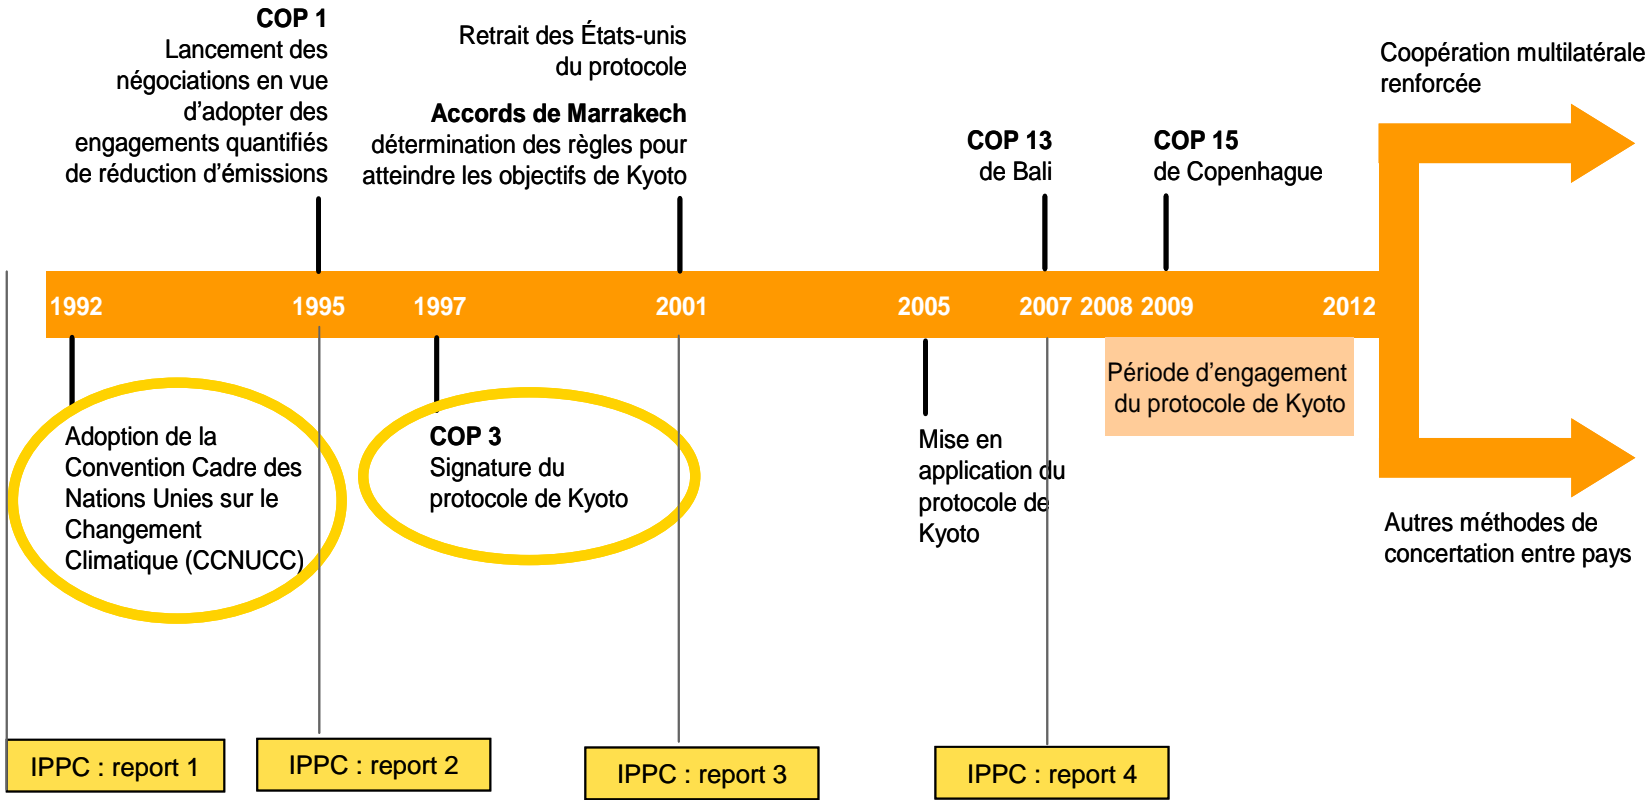 COP 1
Lancement des
négociations en vue
d'adopter des
engagements quantifiés
de réduction d'émissions
Retrait des États-unis
du protocole
Accords de Marrakech
détermination des règles pour
atteindre les objectifs de Kyoto
COP 13
de Bali
COP 15
de Copenhague
Coopération multilatérale
renforcée
1992 1995 1997 2001 2005 2007 2008 2009 2012
Adoption de la
Convention Cadre des
Nations Unies sur le
Changement
Climatique (CCNUCC)
COP 3
Signature du
protocole de Kyoto
Mise en
application du
protocole de
Kyoto
Période d'engagement
du protocole de Kyoto
Autres méthodes de
concertation entre pays
IPPC : report 1
IPPC : report 2
IPPC : report 3
IPPC : report 4